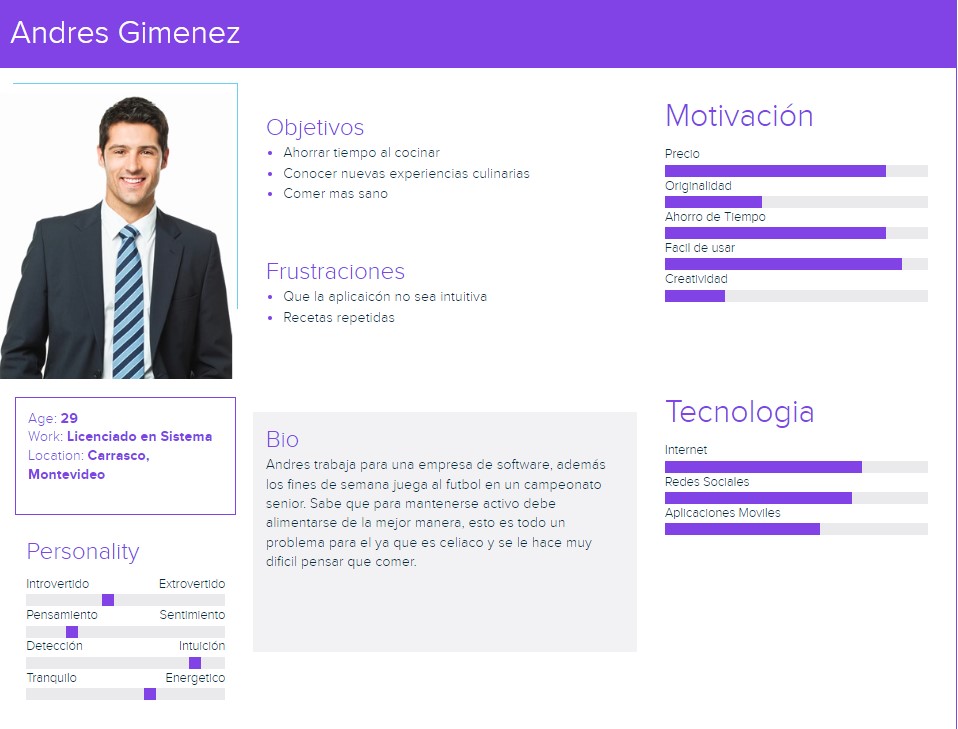 Andres Gimenez
Objetivos
Ahorrar tiempo al cocinar
Conocer nuevas experiencias culinarias
Comer mas sano
Frustraciones
Que la aplicaicón no sea intuitiva
Recetas repetidas
Motivación
Precio
Originalidad
Ahorro de Tiempo
Facil de usar
Creatividad
Age: 29
Work: Licenciado en Sistema
Location: Carrasco,
Montevideo
Personality
Introvertido Extrovertido
Pensamiento Sentimiento
Detección Intuición
Tranquilo Energetico
Bio
Andres trabaja para una empresa de software, además
los fines de semana juega al futbol en un campeonato
senior. Sabe que para mantenerse activo debe
alimentarse de la mejor manera, esto es todo un
problema para el ya que es celiaco y se le hace muy
dificil pensar que comer.
Tecnologia
Internet
Redes Sociales
Aplicaciones Moviles